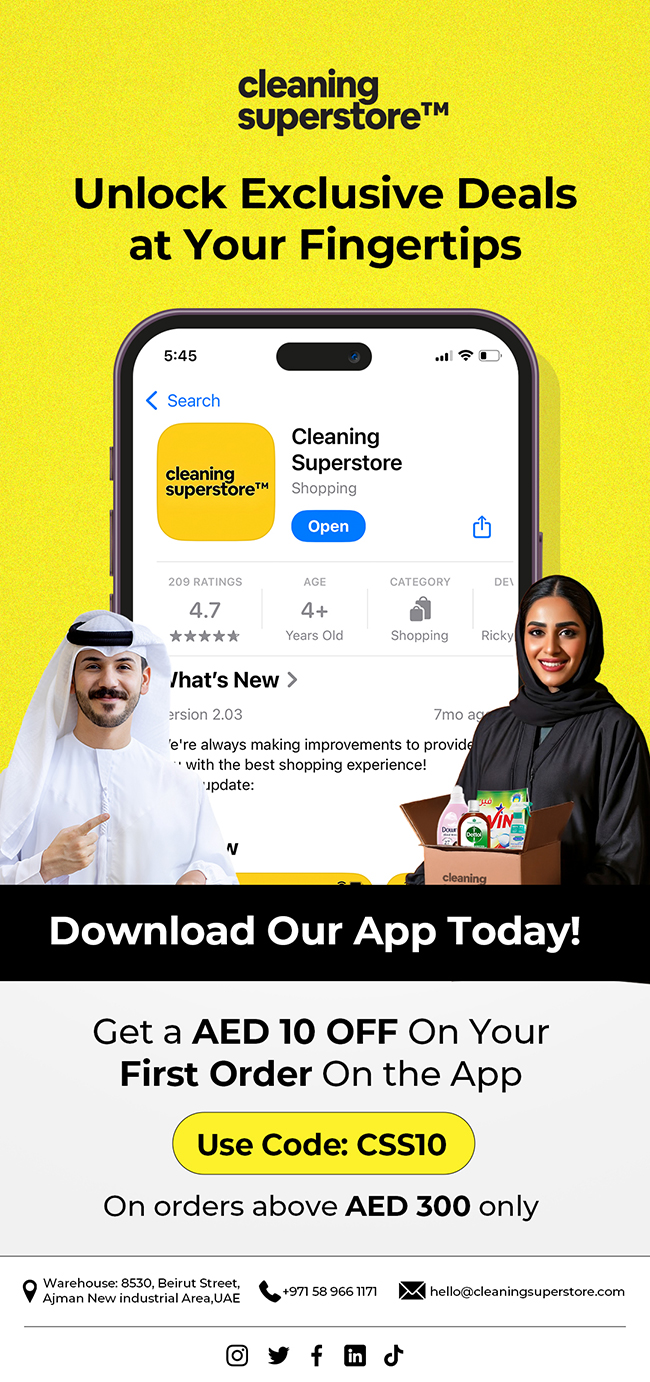 cleaning
superstore™
Unlock Exclusive Deals
at Your Fingertips
5:45
Search
cleaning
superstore™
Cleaning
Superstore
Shopping
Open
209 RATINGS
4.7
AGE
4+
Years Old
CATEGORY
Shopping
DEV
Ricky
What's New
ersion 2.03
7mo ag
e're always making improvements to provide
with the best shopping experience!
update:
w
Down
Dettol
فير
VIN
cleaning
Download Our App Today!
Get a AED 10 OFF On Your
First Order On the App
Use Code: CSS10
On orders above AED 300 only
Warehouse: 8530, Beirut Street,
Ajman New industrial Area,UAE
+971 58 966 1171
hello@cleaningsuperstore.com